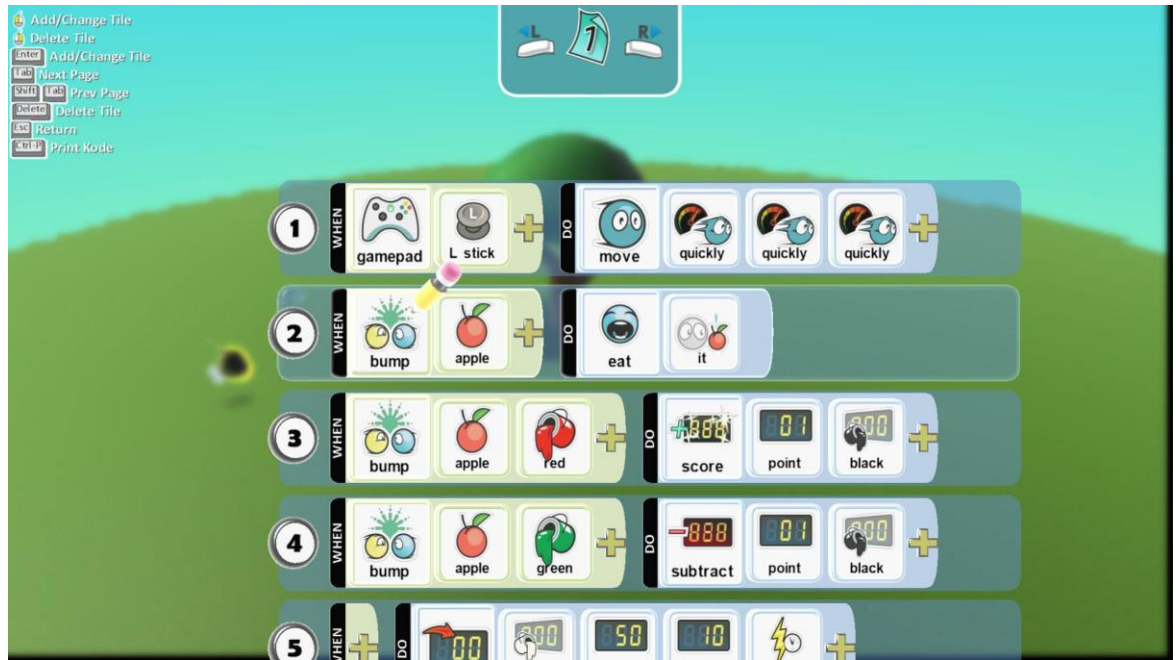 Add/Change Tile
Delete Tile
Enter Add/Change Tile
Tab Next Page
Shift Tab Prev Page
Delete Delete Tile
Esc Return
Ctrl-P Print Kode
L 1 R
1 WHEN gamepad L stick DO move quickly quickly quickly
2 WHEN bump apple DO eat it
3 WHEN bump apple red DO score 01 point black
4 WHEN bump apple green DO subtract 01 point black
5 WHEN DO 00 000 50 10